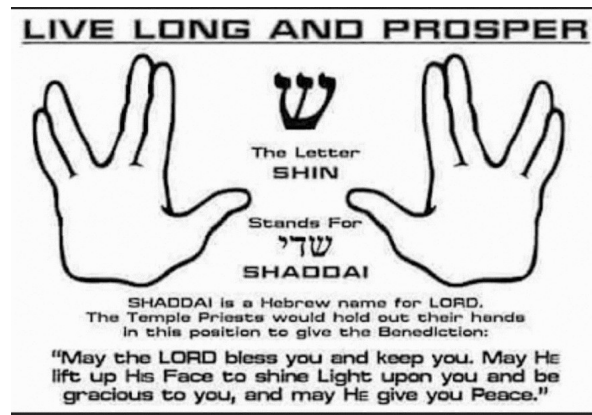 LIVE LONG AND PROSPER
ש
The Letter
SHIN
Stands For
שדי
SHADDAI
SHADDAI is a Hebrew name for LORD.
The Temple Priests would hold out their hands
in this position to give the Benediction:
"May the LORD bless you and keep you. May HE
lift up HIS Face to shine Light upon you and be
gracious to you, and may HE give you Peace."